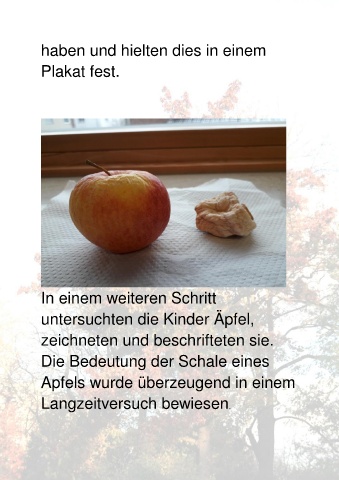 haben und hielten dies in einem
Plakat fest.
In einem weiteren Schritt
untersuchten die Kinder Äpfel,
zeichneten und beschrifteten sie.
Die Bedeutung der Schale eines
Apfels wurde überzeugend in einem
Langzeitversuch bewiesen